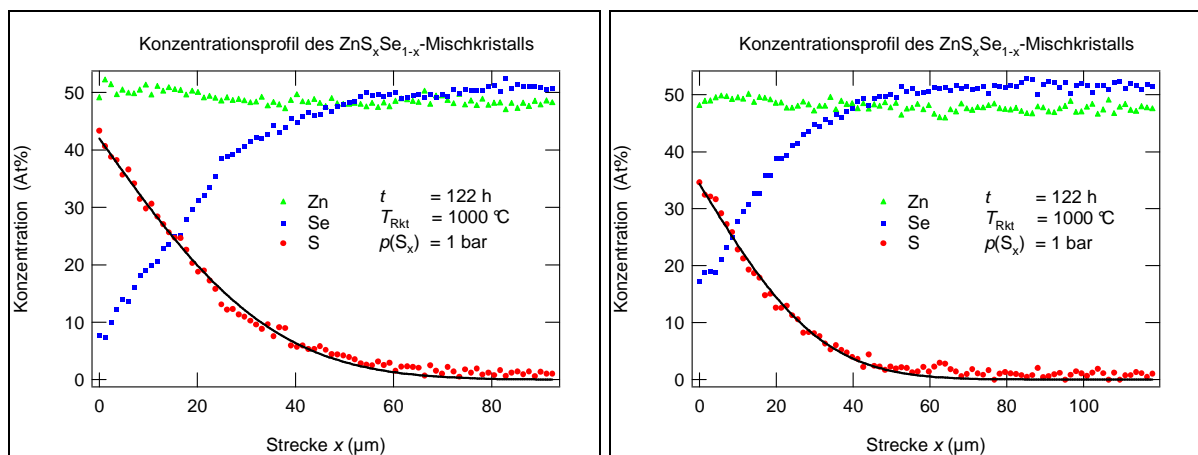 Konzentrationsprofil des ZnSₓSe₁₋ₓ-Mischkristalls
Konzentration (At%)
50
40
30
20
10
0
Zn
Se
S
t = 122 h
T_Rkt = 1000 °C
p(Sₓ) = 1 bar
0 20 40 60 80
Strecke x (µm)
Konzentrationsprofil des ZnSₓSe₁₋ₓ-Mischkristalls
Konzentration (At%)
50
40
30
20
10
0
Zn
Se
S
t = 122 h
T_Rkt = 1000 °C
p(Sₓ) = 1 bar
0 20 40 60 80 100
Strecke x (µm)